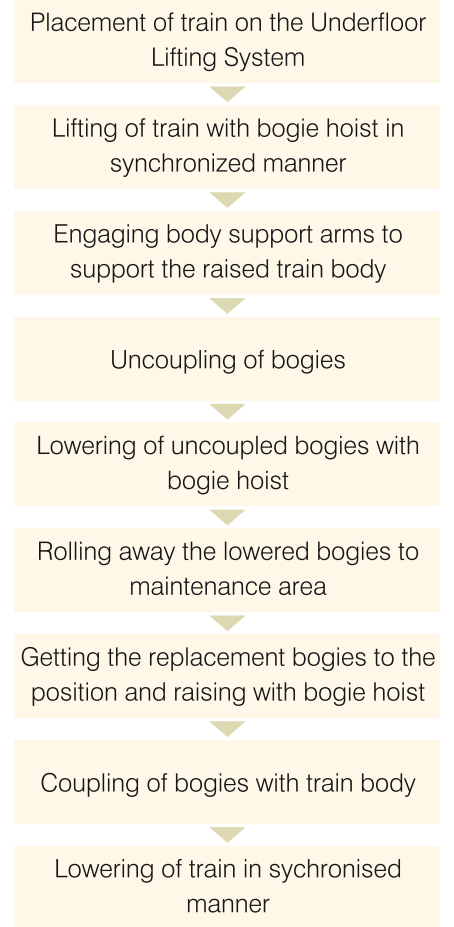 Placement of train on the Underfloor
Lifting System
Lifting of train with bogie hoist in
synchronized manner
Engaging body support arms to
support the raised train body
Uncoupling of bogies
Lowering of uncoupled bogies with
bogie hoist
Rolling away the lowered bogies to
maintenance area
Getting the replacement bogies to the
position and raising with bogie hoist
Coupling of bogies with train body
Lowering of train in sychronised
manner